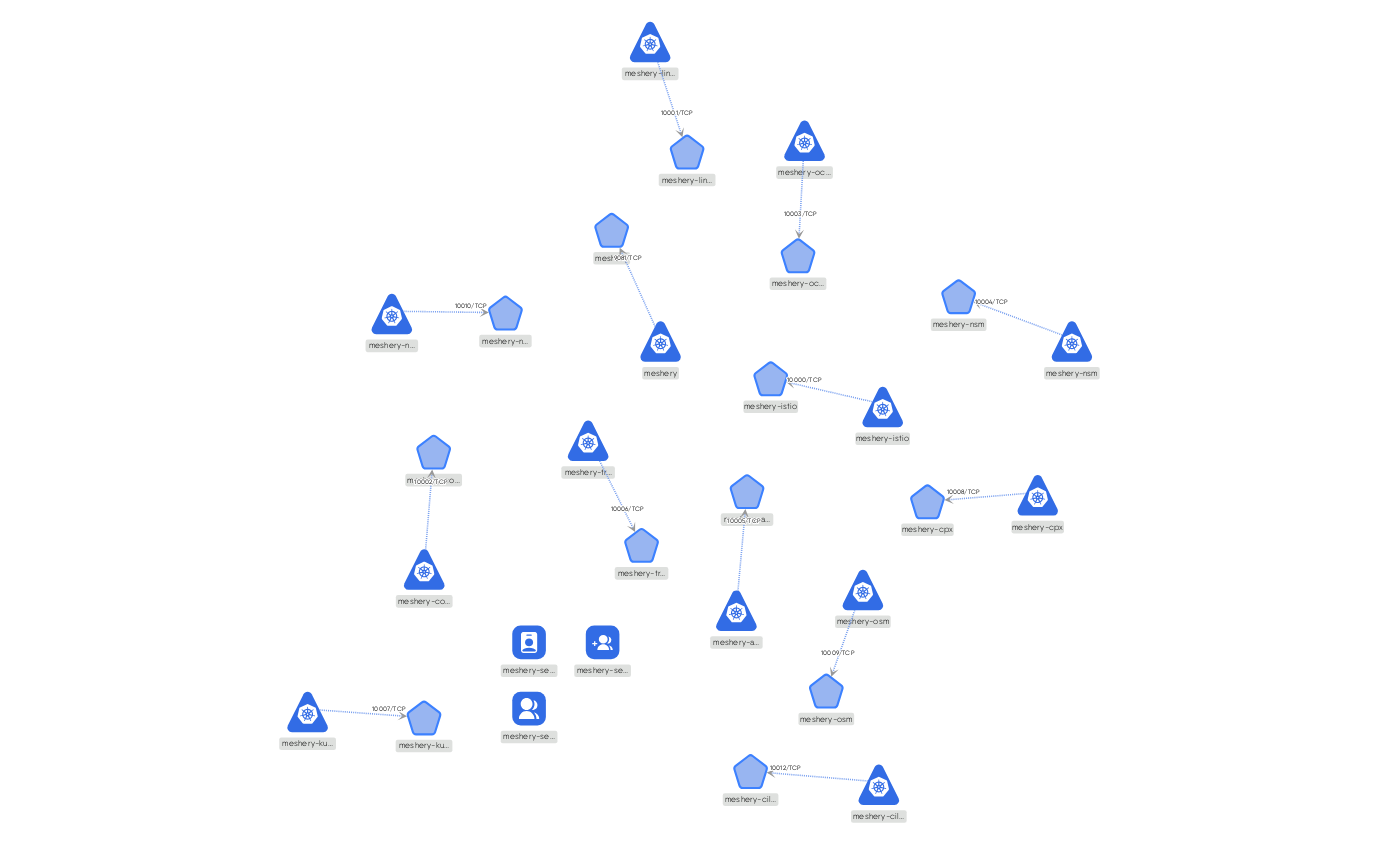 meshery-lin...
10001/TCP
meshery-lin...
meshery-oc...
10003/TCP
meshery-oc...
9081/TCP
meshery
10010/TCP
meshery-n...
meshery-n...
10004/TCP
meshery-nsm
meshery-nsm
10000/TCP
meshery-istio
meshery-istio
10002/TCP
meshery-co...
meshery-tr...
10006/TCP
meshery-tr...
10005/TCP
meshery-a...
10008/TCP
meshery-cpx
meshery-cpx
meshery-osm
10009/TCP
meshery-osm
meshery-se...
meshery-se...
meshery-se...
10007/TCP
meshery-ku...
meshery-ku...
10012/TCP
meshery-cil...
meshery-cil...